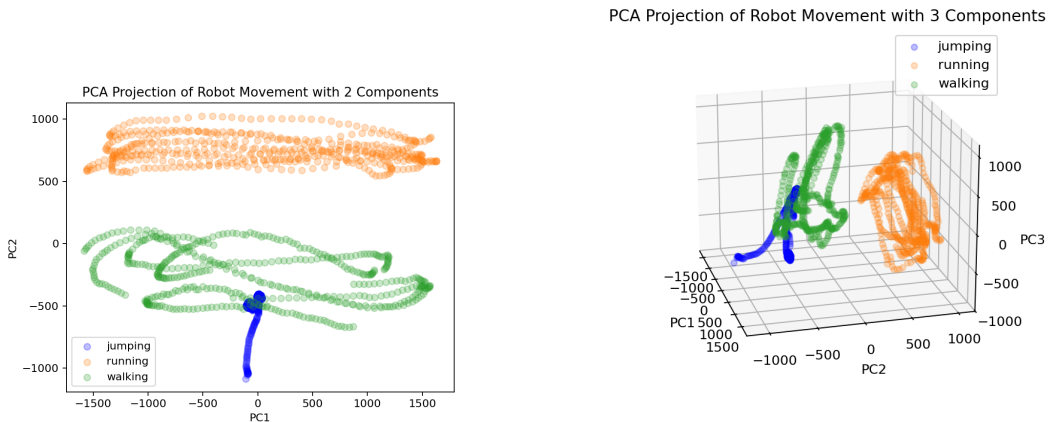 PCA Projection of Robot Movement with 2 Components
1000
500
0
−500
−1000
PC2
jumping
running
walking
−1500
−1000
−500
0
500
1000
1500
PC1
PCA Projection of Robot Movement with 3 Components
jumping
running
walking
1000
500
0
−500
−1000
PC3
−1500
−1000
−500
0
500
1000
1500
PC1
−1000
−500
0
500
1000
PC2